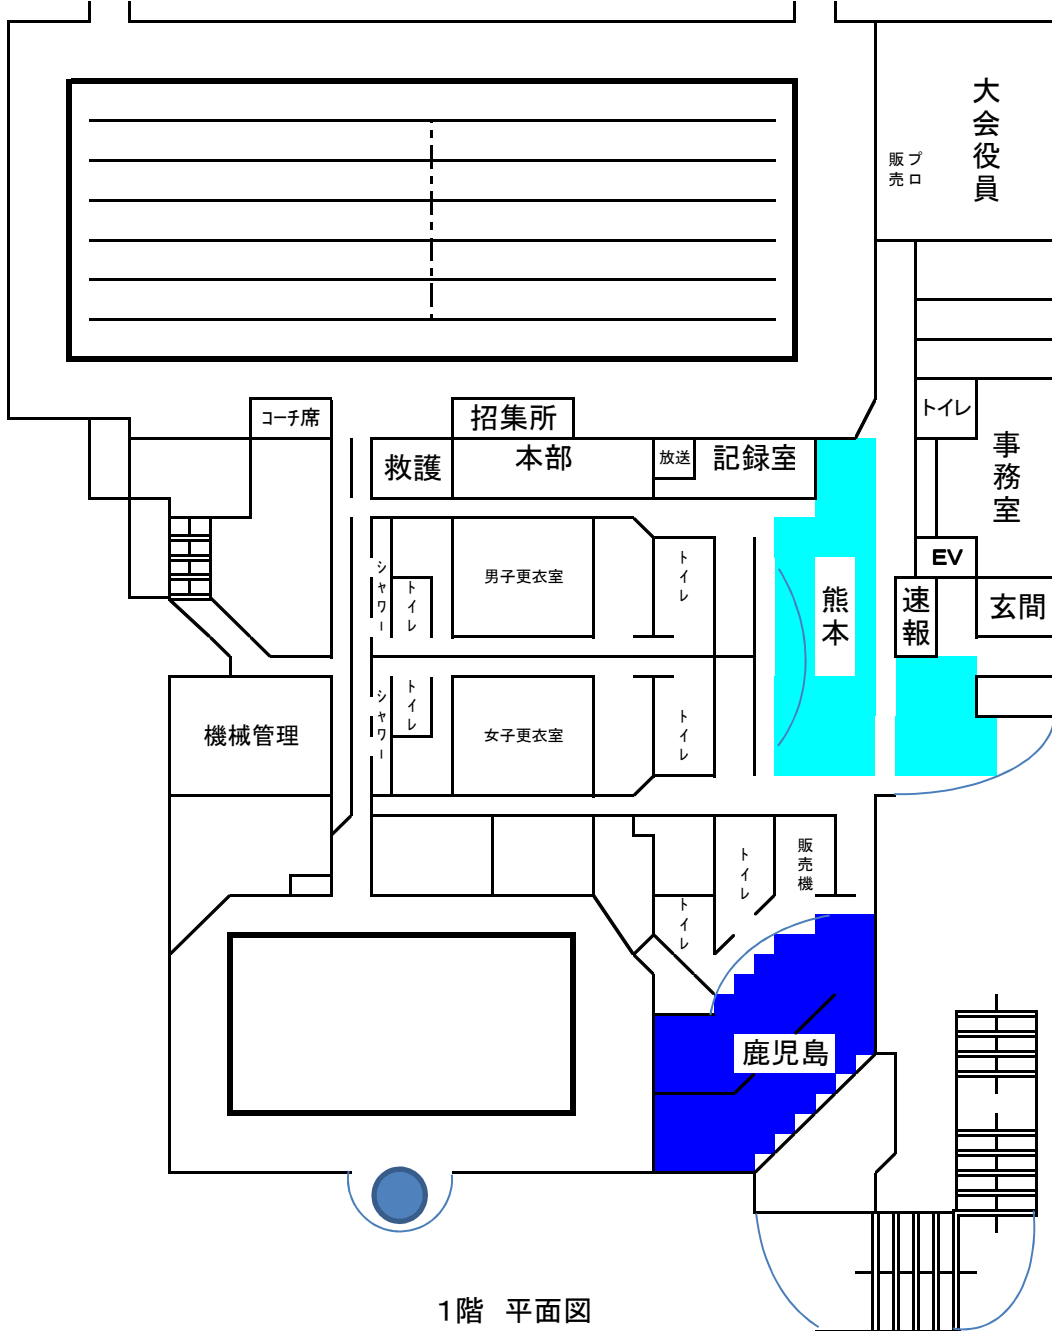 大会役員
プロ
販売
コーチ席
招集所
トイレ
救護
本部
放送
記録室
事務室
EV
シャワー
トイレ
男子更衣室
トイレ
熊本
速報
玄関
機械管理
シャワー
トイレ
女子更衣室
トイレ
トイレ
販売機
トイレ
鹿児島
1階 平面図